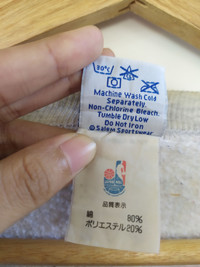 30°C
Machine Wash Cold
Separately.
Non-Chlorine Bleach.
Tumble Dry Low
Do Not Iron
© Salem Sportswear
品質表示
綿 80%
ポリエステル 20%